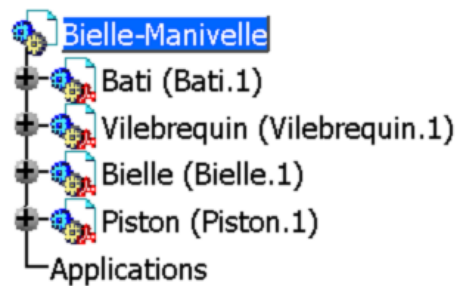 Bielle-Manivelle
Bati (Bati.1)
Vilebrequin (Vilebrequin.1)
Bielle (Bielle.1)
Piston (Piston.1)
Applications